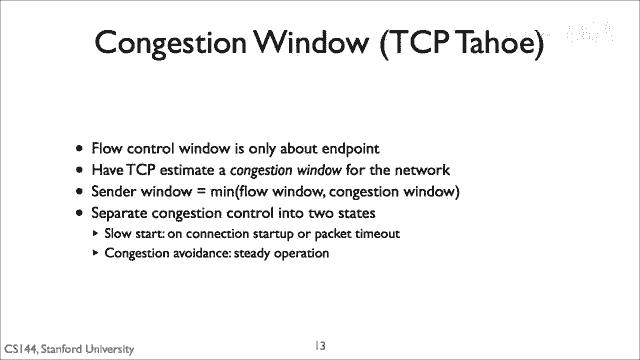 Congestion Window (TCP Tahoe)
• Flow control window is only about endpoint
• Have TCP estimate a congestion window for the network
• Sender window = min(flow window, congestion window)
• Separate congestion control into two states
‣ Slow start: on connection startup or packet timeout
‣ Congestion avoidance: steady operation
CS144, Stanford University
13